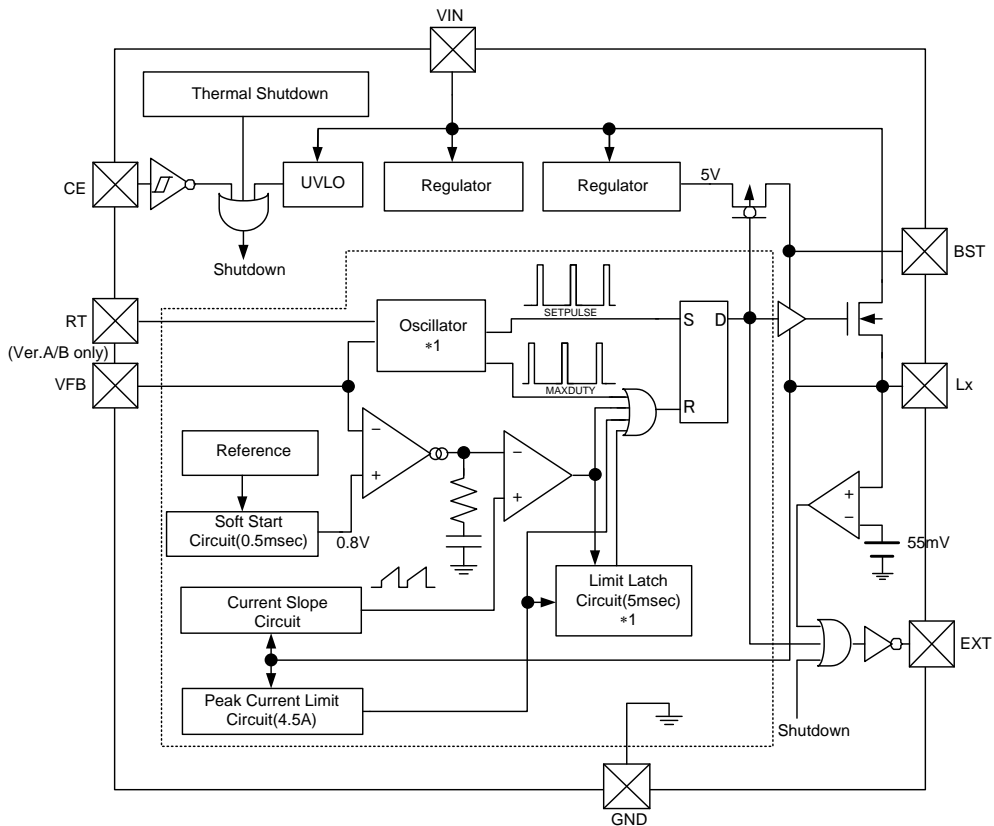 VIN
Thermal Shutdown
CE
UVLO
Regulator
Regulator
5V
Shutdown
BST
RT
(Ver.A/B only)
VFB
Oscillator
*1
SETPULSE
MAXDUTY
S
D
R
Lx
Reference
Soft Start
Circuit(0.5msec)
0.8V
−
+
−
+
+
−
55mV
Current Slope
Circuit
Limit Latch
Circuit(5msec)
*1
EXT
Peak Current Limit
Circuit(4.5A)
Shutdown
GND